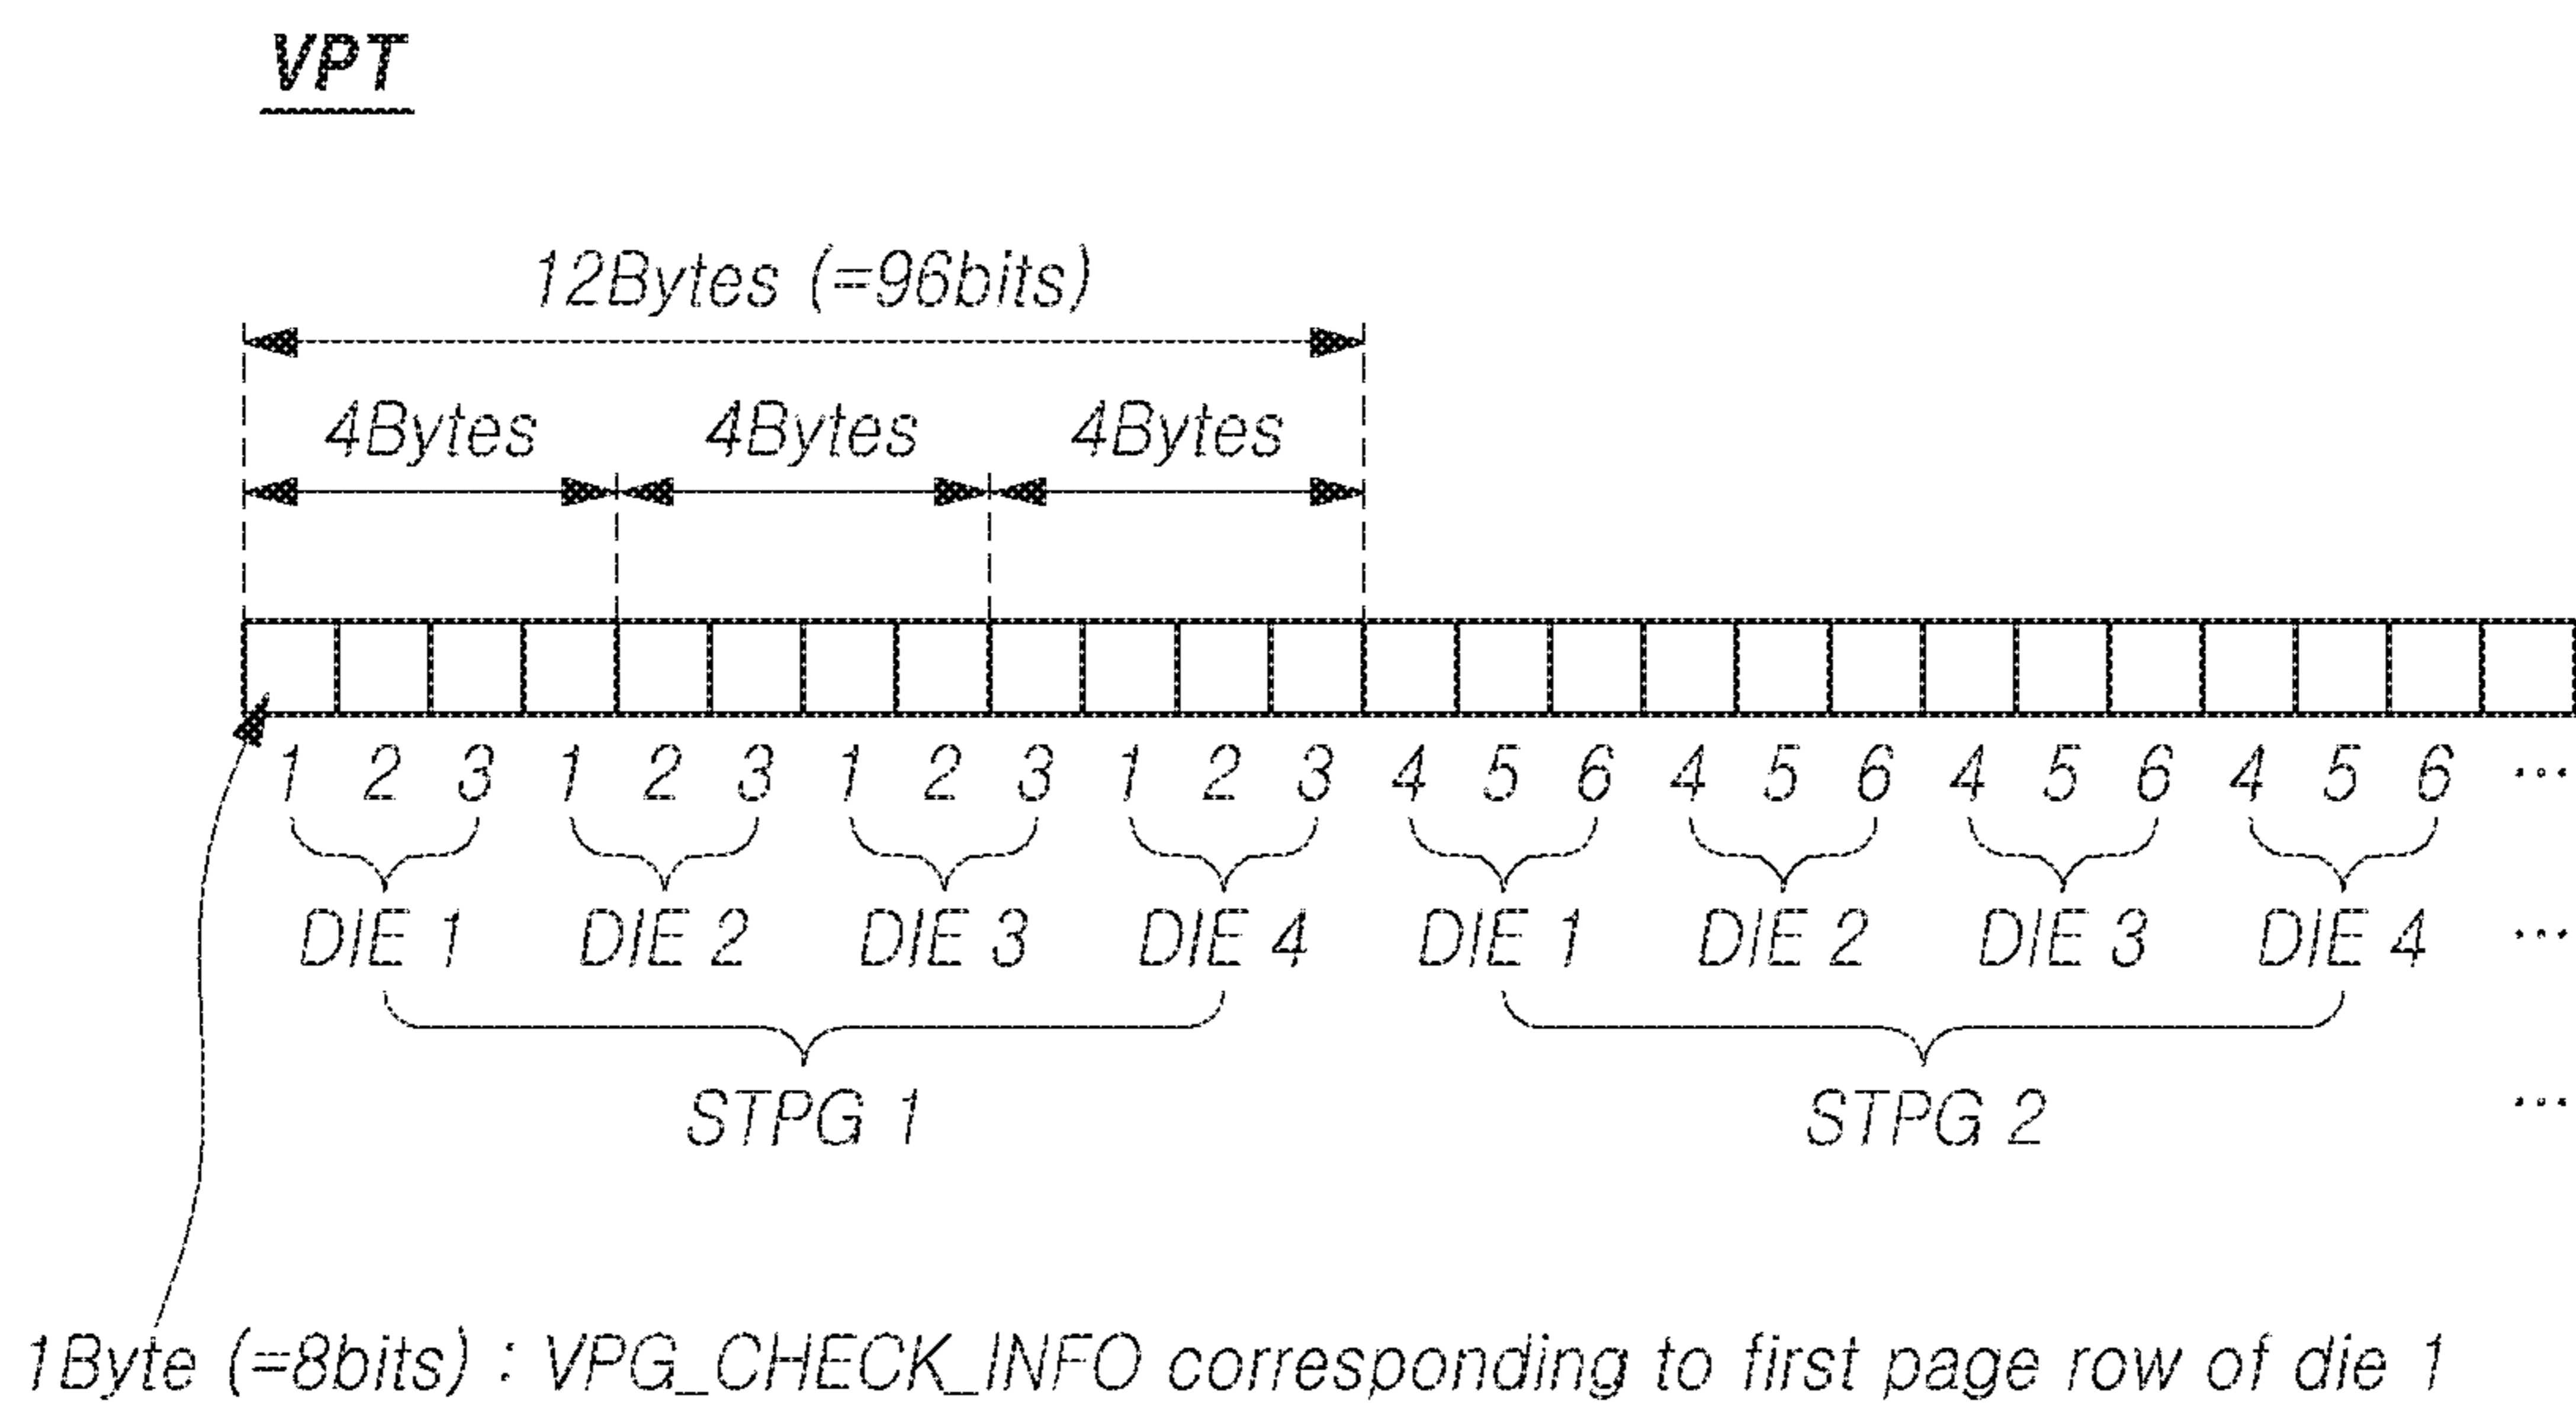 VPT
12Bytes (=96bits)
4Bytes 4Bytes 4Bytes
1 2 3 1 2 3 1 2 3 1 2 3 4 5 6 4 5 6 4 5 6 4 5 6 ...
DIE 1 DIE 2 DIE 3 DIE 4 DIE 1 DIE 2 DIE 3 DIE 4 ...
STPG 1 STPG 2 ...
1Byte (=8bits) : VPG_CHECK_INFO corresponding to first page row of die 1